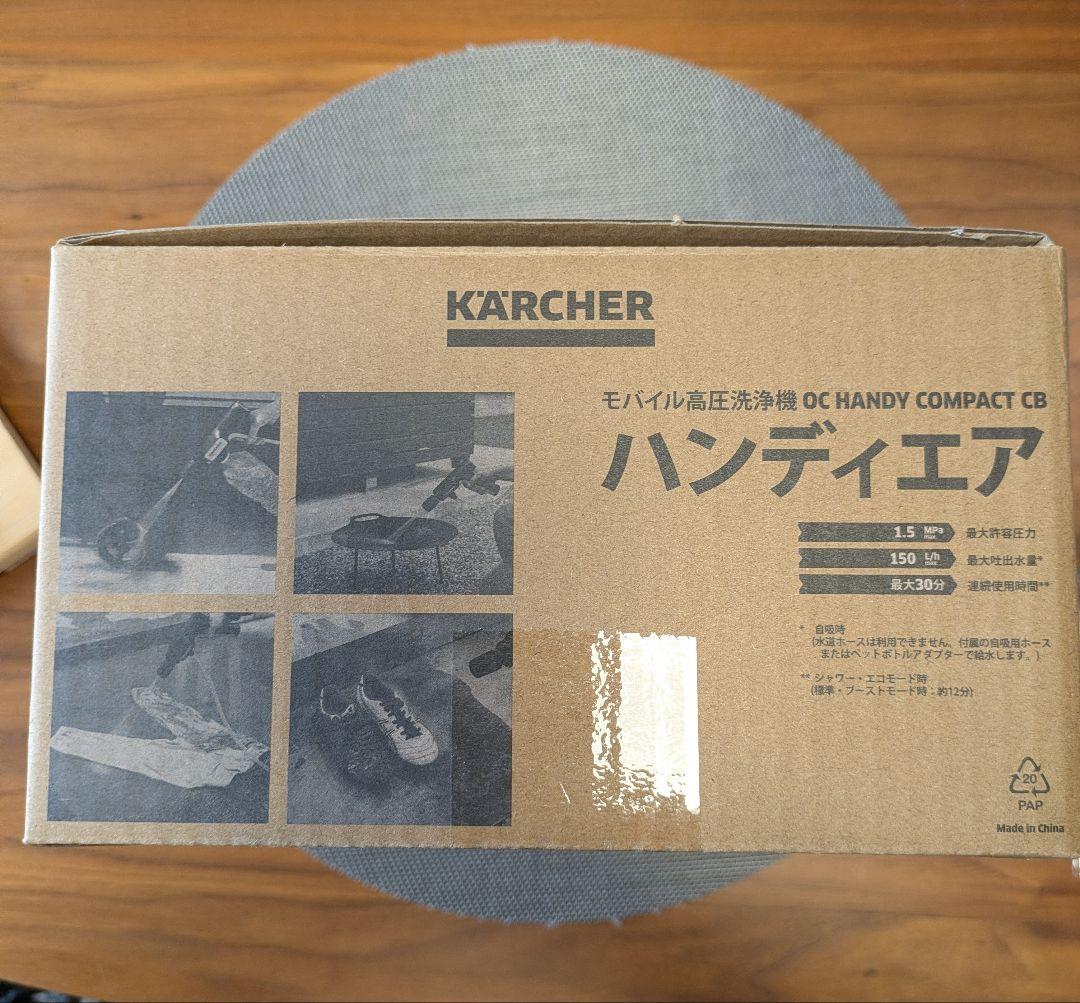 KÄRCHER
モバイル高圧洗浄機 OC HANDY COMPACT CB
ハンディエア
1.5 MPa max. 最大許容圧力
150 L/h max. 最大吐出水量*
最大30分 連続使用時間**
* 自吸時
(水道ホースは利用できません。付属の自吸用ホース
またはペットボトルアダプターで給水します。)
** シャワー・エコモード時
(標準・ブーストモード時:約12分)
20
PAP
Made in China